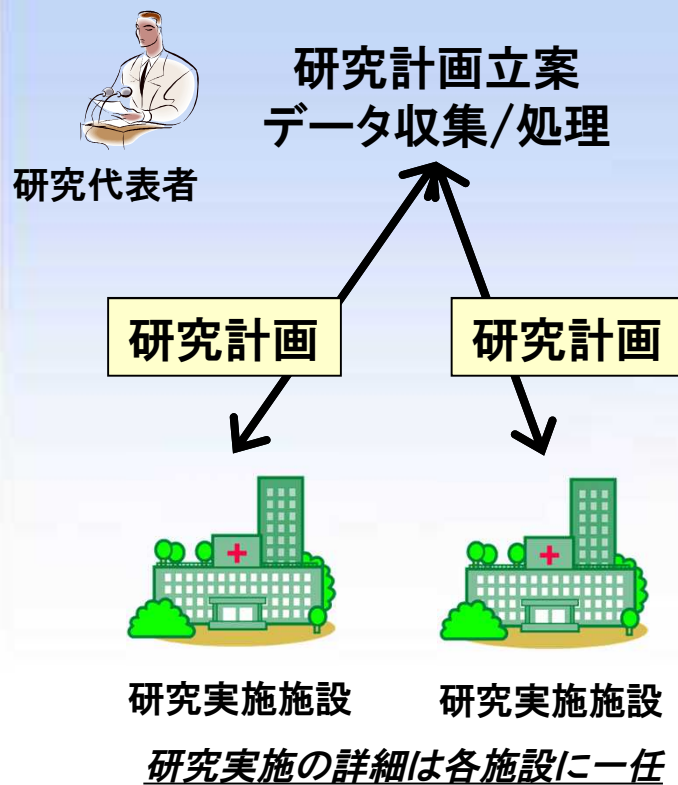 研究計画立案
データ収集/処理
研究代表者
研究計画
研究計画
研究実施施設
研究実施施設
研究実施の詳細は各施設に一任